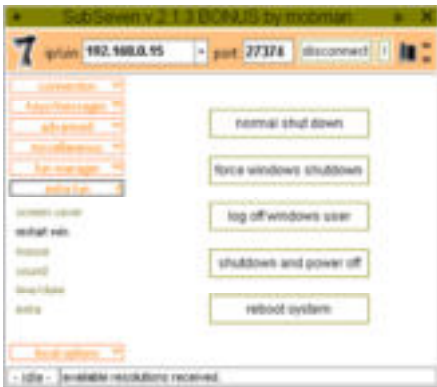 SubSeven v.2.1.3 BONUS by mobman
ip/uin: 192.168.0.15 port: 27374 disconnect
connection
keys/messages
advanced
miscellaneous
fun manager
extra fun
screen saver
restart win
mouse
sound
time/date
extra
local options
normal shut down
force windows shutdown
log off windows user
shutdown and power off
reboot system
- idle - available resolutions received.